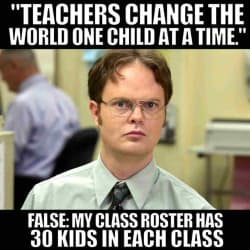 "TEACHERS CHANGE THE
WORLD ONE CHILD AT A TIME."
FALSE: MY CLASS ROSTER HAS
30 KIDS IN EACH CLASS